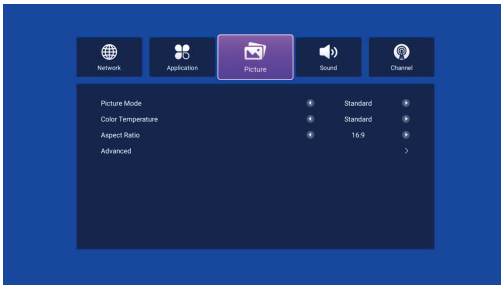 Network Application Picture Sound Channel
Picture Mode Standard
Color Temperature Standard
Aspect Ratio 16:9
Advanced